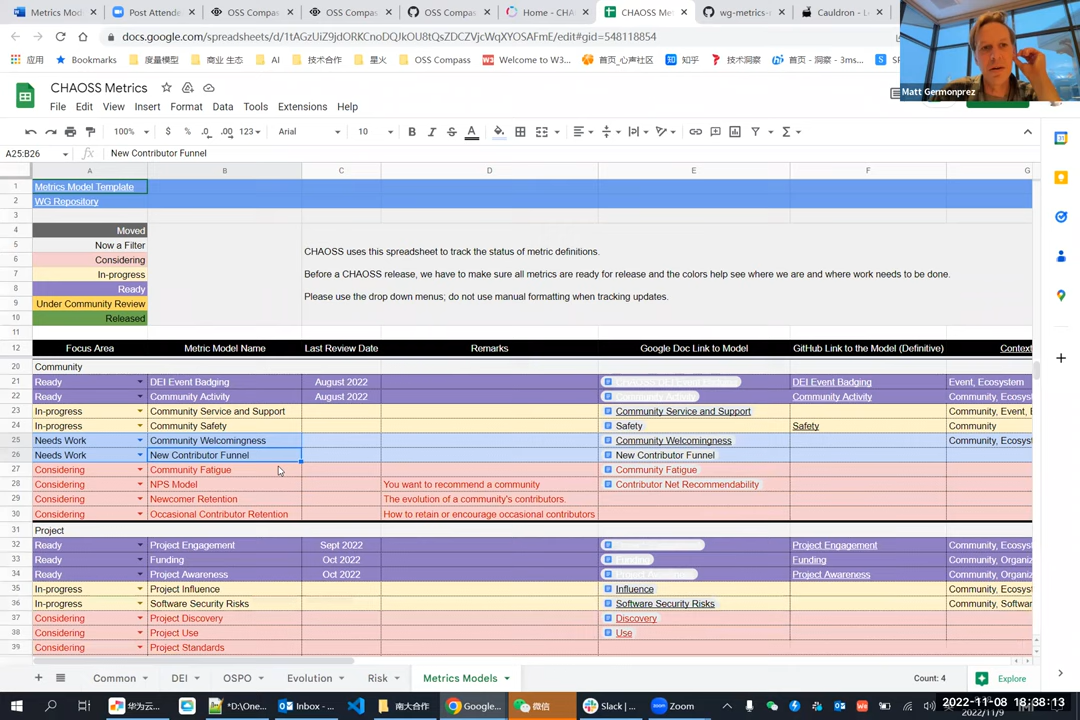 Metrics Mod
Post Attende
OSS Compas
OSS Compas
OSS Compas
Home - CHA
CHAOSS Met
wg-metrics-
Cauldron - L
docs.google.com/spreadsheets/d/1tAGzUiZ9jdORKCnoDQJkOU8tQsZDCZVjcWqXYOSAFmE/edit#gid=548118854
应用
Bookmarks
度量模型
商业 生态
AI
技术合作
星火
OSS Compass
Welcome to W3...
首页_心声社区
知乎
技术洞察
首页 - 洞察 - 3ms...
Matt Germonprez
CHAOSS Metrics
File Edit View Insert Format Data Tools Extensions Help
100% $ % .0 .00 123 Arial 10 B I S A
A25:B26 fx New Contributor Funnel
A B C D E F G
1 Metrics Model Template
2 WG Repository
3
4 Moved
5 Now a Filter
CHAOSS uses this spreadsheet to track the status of metric definitions.
6 Considering
7 In-progress
Before a CHAOSS release, we have to make sure all metrics are ready for release and the colors help see where we are and where work needs to be done.
8 Ready
Please use the drop down menus; do not use manual formatting when tracking updates.
9 Under Community Review
10 Released
11
12 Focus Area Metric Model Name Last Review Date Remarks Google Doc Link to Model GitHub Link to the Model (Definitive) Context
20 Community
21 Ready DEI Event Badging August 2022 DEI Event Badging Event, Ecosystem
22 Ready Community Activity August 2022 Community Activity Community Activity Community, Ecosys
23 In-progress Community Service and Support Community Service and Support Community, Event, E
24 In-progress Community Safety Safety Safety Community
25 Needs Work Community Welcomingness Community Welcomingness Community, Ecosys
26 Needs Work New Contributor Funnel New Contributor Funnel
27 Considering Community Fatigue Community Fatigue
28 Considering NPS Model You want to recommend a community Contributor Net Recommendability
29 Considering Newcomer Retention The evolution of a community's contributors.
30 Considering Occasional Contributor Retention How to retain or encourage occasional contributors
31 Project
32 Ready Project Engagement Sept 2022 Project Engagement Community, Ecosys
33 Ready Funding Oct 2022 Funding Funding Community, Organiz
34 Ready Project Awareness Oct 2022 Project Awareness Project Awareness Community, Organiz
35 In-progress Project Influence Influence Community, Ecosys
36 In-progress Software Security Risks Software Security Risks Community, Softwar
37 Considering Project Discovery Discovery
38 Considering Project Use Use
39 Considering Project Standards
Common DEI OSPO Evolution Risk Metrics Models Count: 4 Explore
华为云...
*D:\One...
Inbox - ...
南大合作
Google...
微信
Slack | ...
Zoom
2022-11-08 18:38:13
2022/11/9